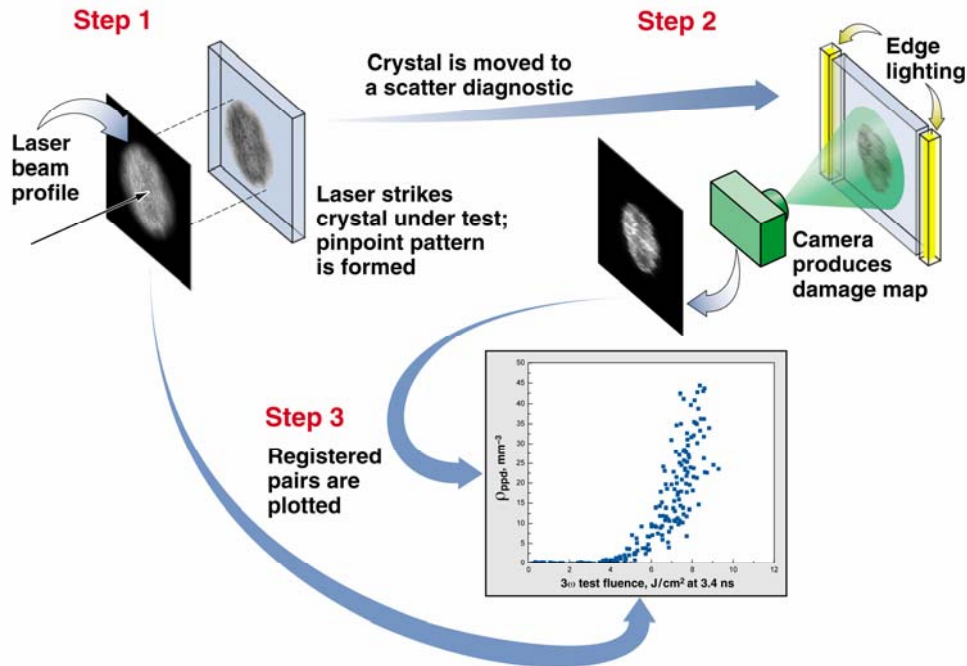 Step 1
Laser
beam
profile
Laser strikes
crystal under test;
pinpoint pattern
is formed
Crystal is moved to
a scatter diagnostic
Step 2
Edge
lighting
Camera
produces
damage map
Step 3
Registered
pairs are
plotted
ρppd, mm⁻³
50
45
40
35
30
25
20
15
10
5
0
0 2 4 6 8 10 12
3ω test fluence, J/cm² at 3.4 ns